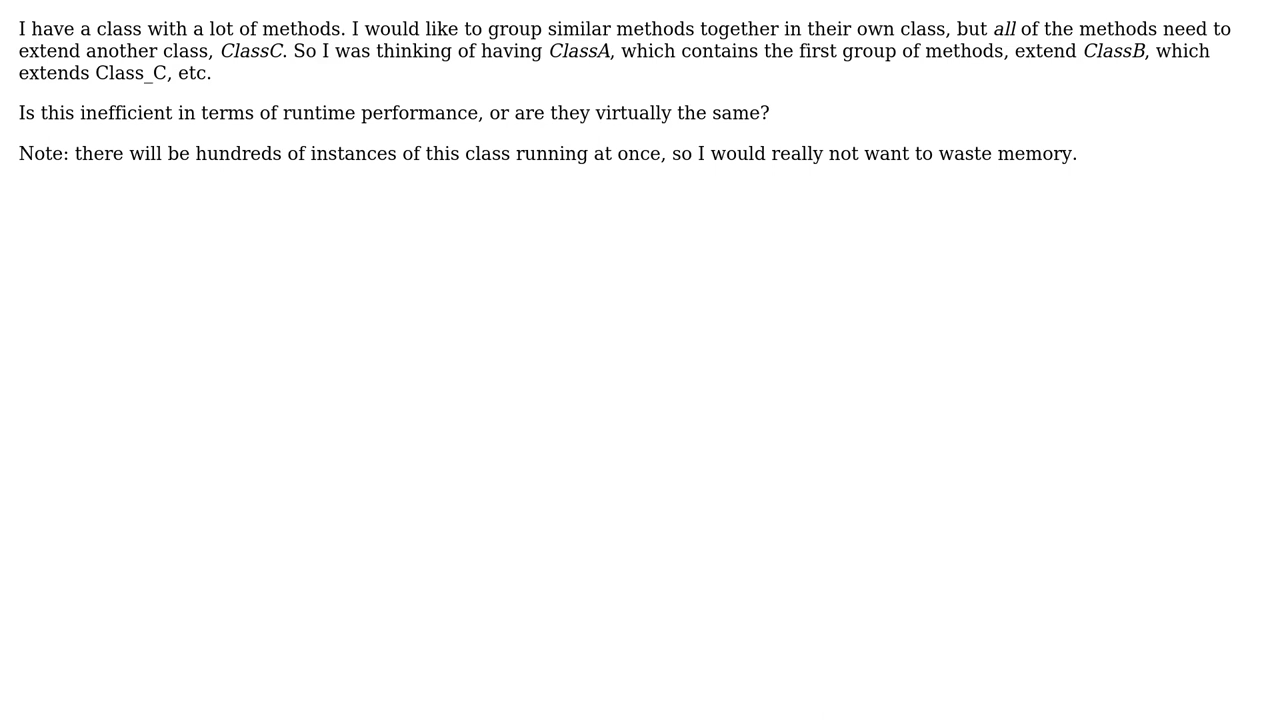 I have a class with a lot of methods. I would like to group similar methods together in their own class, but all of the methods need to
extend another class, ClassC. So I was thinking of having ClassA, which contains the first group of methods, extend ClassB, which
extends Class_C, etc.
Is this inefficient in terms of runtime performance, or are they virtually the same?
Note: there will be hundreds of instances of this class running at once, so I would really not want to waste memory.